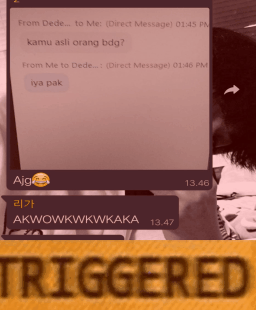 From Dede... to Me: (Direct Message) 01:45 PM
kamu asli orang bdg?
From Me to Dede... : (Direct Message) 01:46 PM
iya pak
Ajg😂
13.46
리가
AKWOWKWKWKAKA 13.47
TRIGGERED